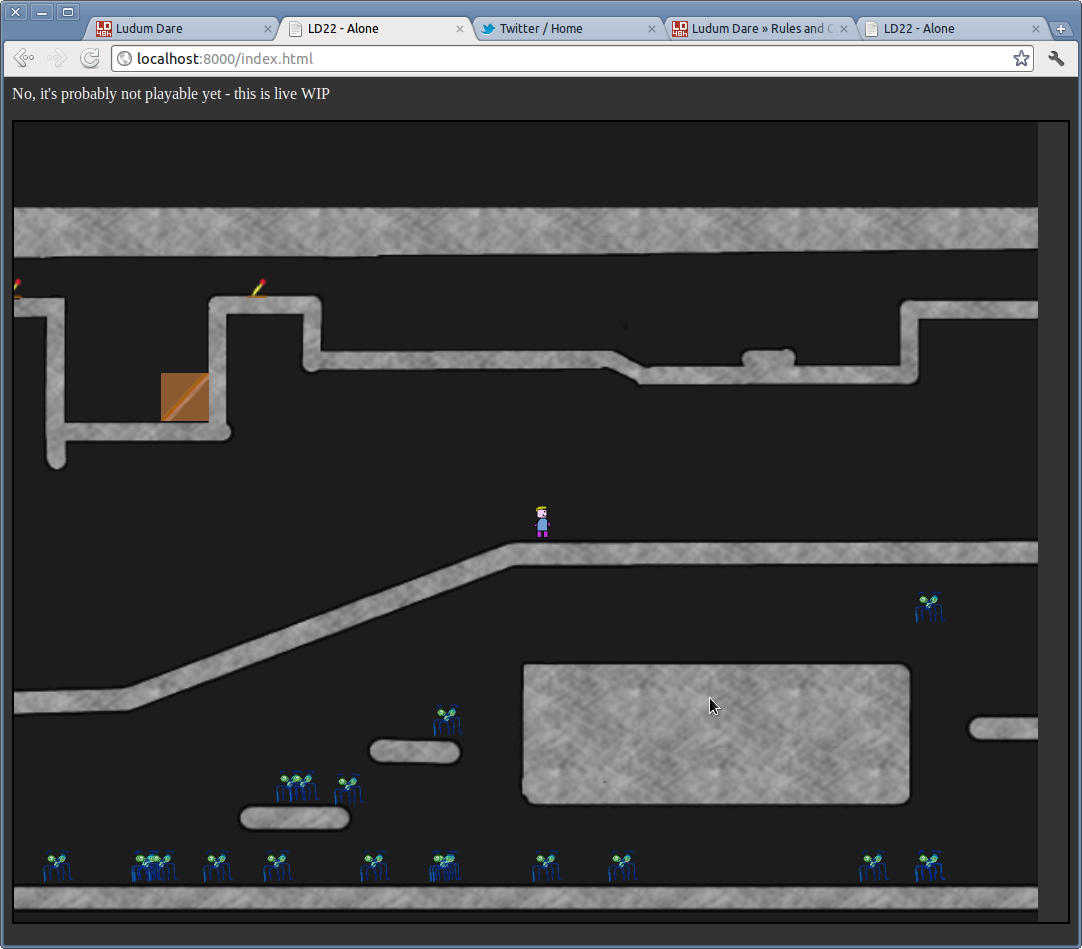 LD 48h Ludum Dare
LD22 - Alone
Twitter / Home
LD 48h Ludum Dare » Rules and
LD22 - Alone
localhost:8000/index.html
No, it's probably not playable yet - this is live WIP